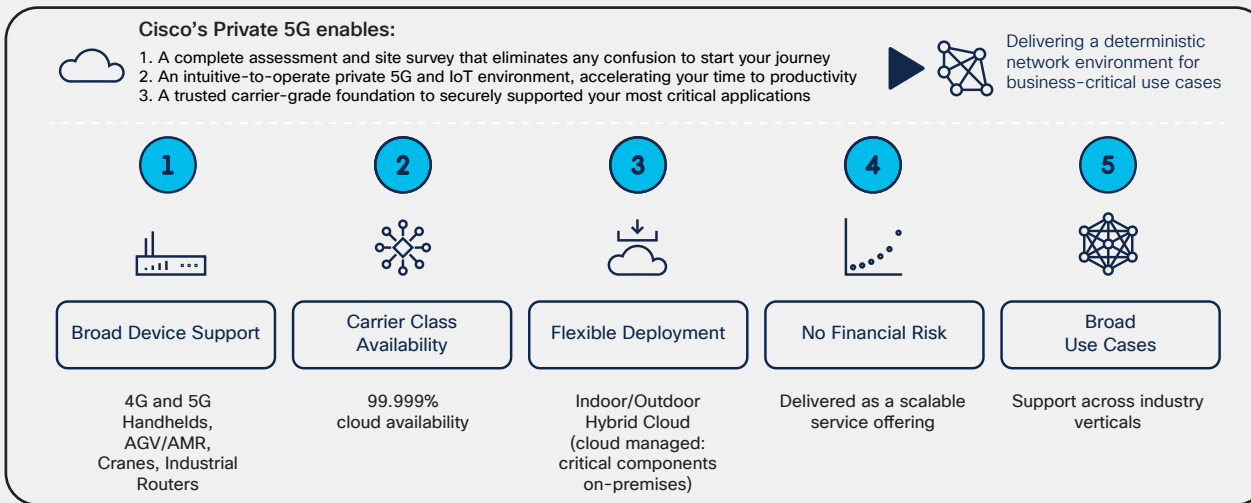 Cisco's Private 5G enables:
1. A complete assessment and site survey that eliminates any confusion to start your journey
2. An intuitive-to-operate private 5G and IoT environment, accelerating your time to productivity
3. A trusted carrier-grade foundation to securely supported your most critical applications
Delivering a deterministic
network environment for
business-critical use cases
1
2
3
4
5
Broad Device Support
Carrier Class
Availability
Flexible Deployment
No Financial Risk
Broad
Use Cases
4G and 5G
Handhelds,
AGV/AMR,
Cranes, Industrial
Routers
99.999%
cloud availability
Indoor/Outdoor
Hybrid Cloud
(cloud managed:
critical components
on-premises)
Delivered as a scalable
service offering
Support across industry
verticals